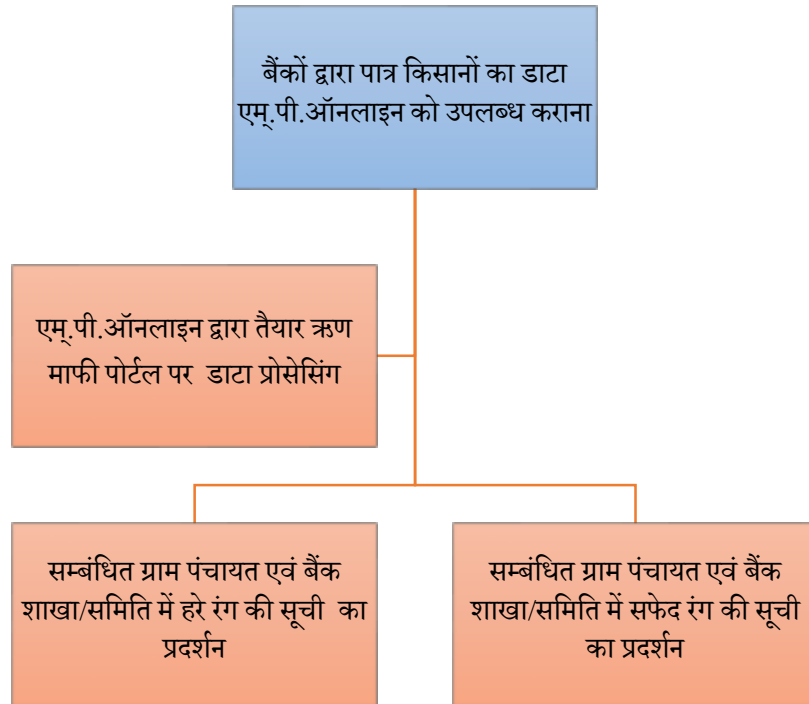 बैंकों द्वारा पात्र किसानों का डाटा
एम्.पी.ऑनलाइन को उपलब्ध कराना
एम्.पी.ऑनलाइन द्वारा तैयार ऋण
माफी पोर्टल पर डाटा प्रोसेसिंग
सम्बंधित ग्राम पंचायत एवं बैंक
शाखा/समिति में हरे रंग की सूची का
प्रदर्शन
सम्बंधित ग्राम पंचायत एवं बैंक
शाखा/समिति में सफेद रंग की सूची
का प्रदर्शन